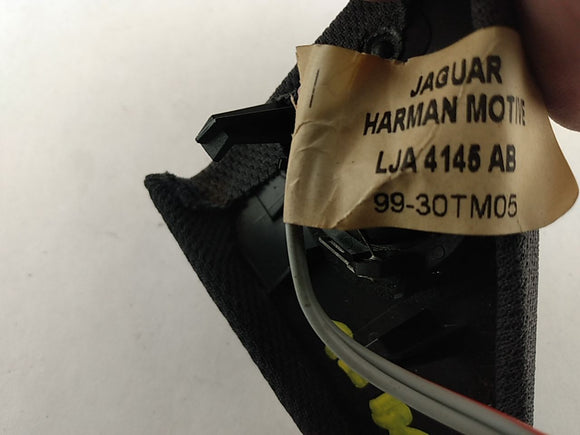 JAGUAR
HARMAN MOTIVE
LJA 4145 AB
99-30TM05